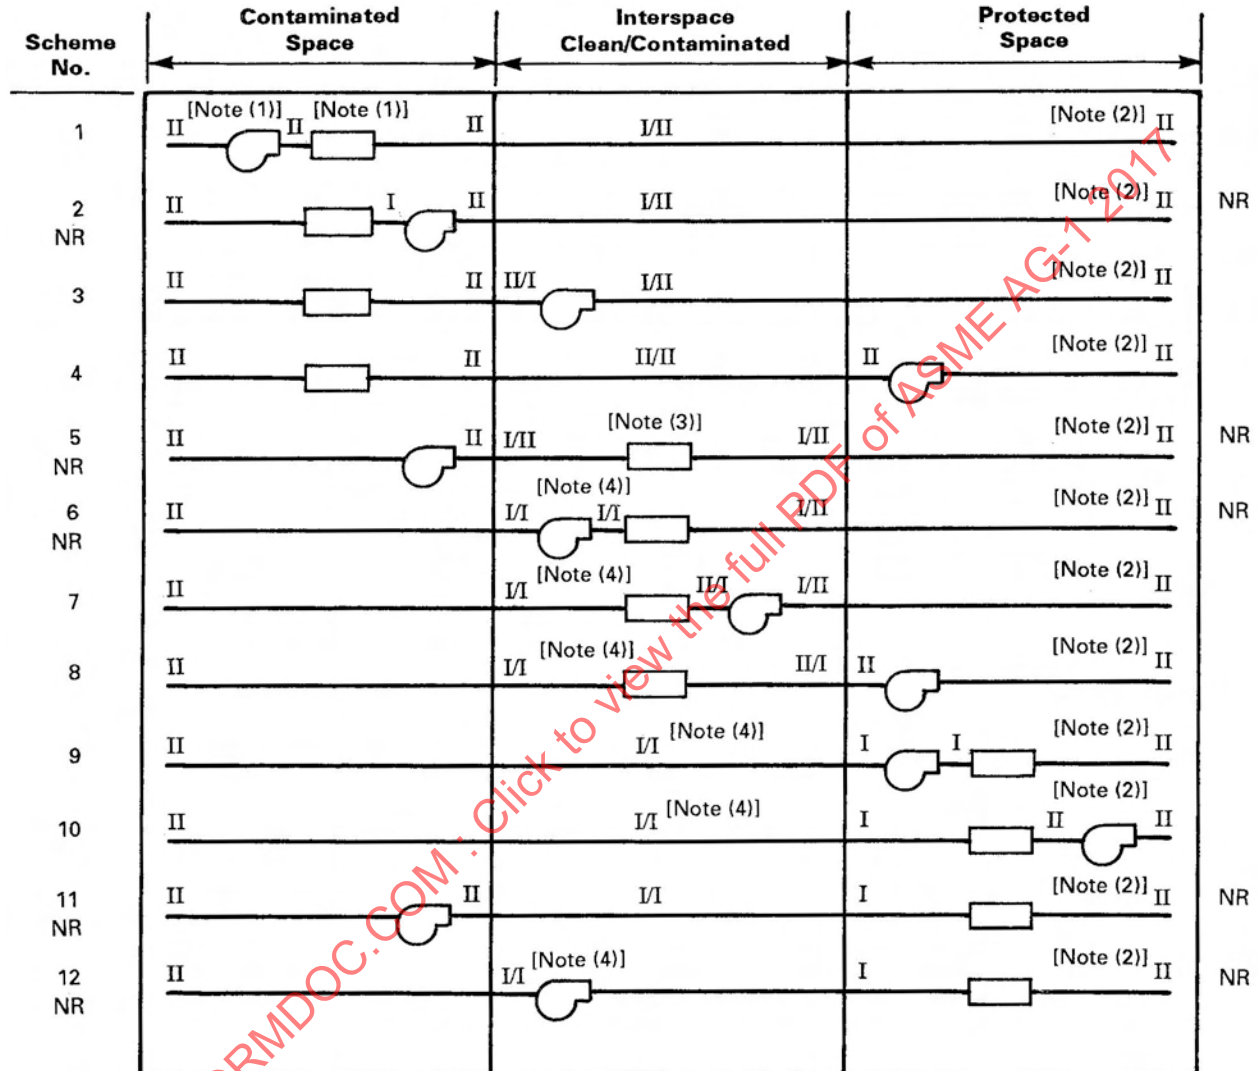 Contaminated
Space
Interspace
Clean/Contaminated
Protected
Space
Scheme
No.
1
[Note (1)] [Note (1)]
II II II I/II [Note (2)] II
2
NR
II I II I/II [Note (2)] II NR
3
II II II/I I/II [Note (2)] II
4
II II II/II II [Note (2)] II
5
NR
II II I/II [Note (3)] I/II [Note (2)] II NR
6
NR
[Note (4)]
II I/I I/I I/II [Note (2)] II NR
7
[Note (4)]
II I/I II/I I/II [Note (2)] II
8
[Note (4)]
II I/I II/I II [Note (2)] II
9
II I/I [Note (4)] I I [Note (2)] II
10
II I/I [Note (4)] I II [Note (2)] II
11
NR
II II I/I I [Note (2)] II NR
12
NR
II I/I [Note (4)] I [Note (2)] II NR
RMDOC.COM : Click to view the full PDF of ASME AG-1 2017